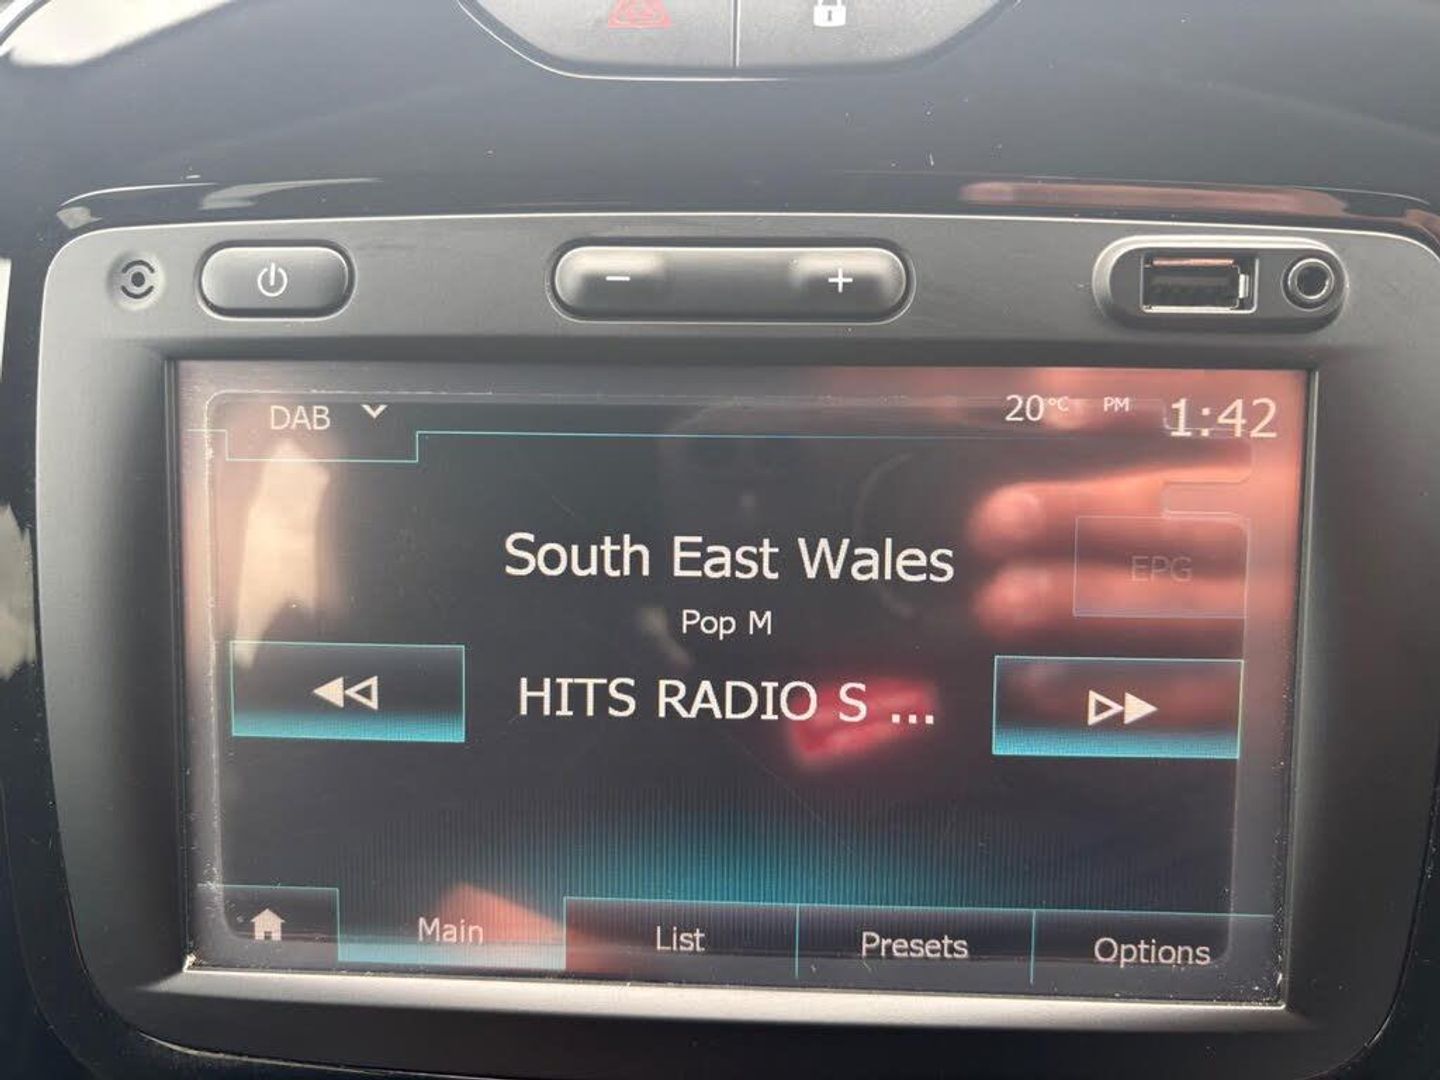 DAB 20°C PM 1:42
South East Wales
EPG
Pop M
HITS RADIO S ...
Main List Presets Options